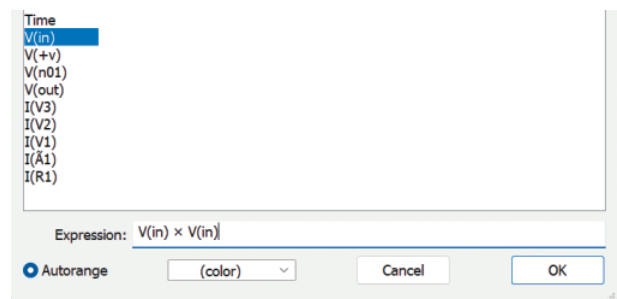 Time
V(in)
V(+v)
V(n01)
V(out)
I(V3)
I(V2)
I(V1)
I(Ã1)
I(R1)
Expression: V(in) × V(in)
Autorange (color) Cancel OK